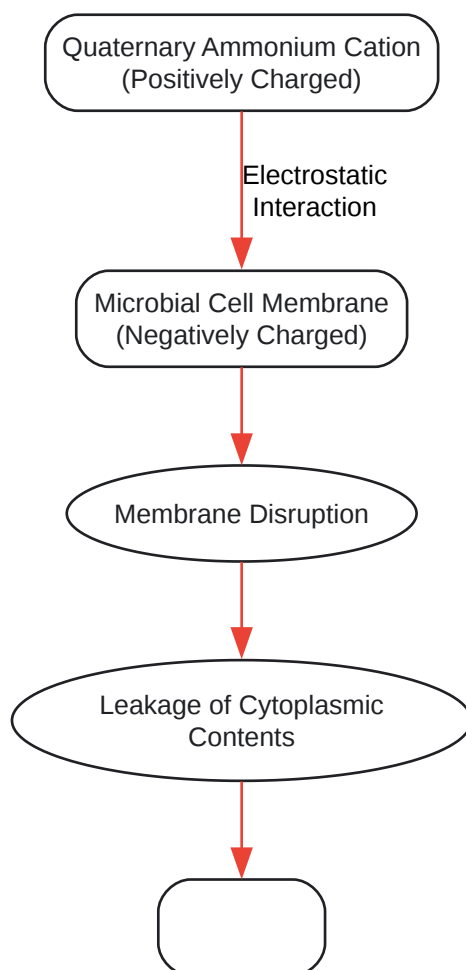 Quaternary Ammonium Cation
(Positively Charged)
Electrostatic
Interaction
Microbial Cell Membrane
(Negatively Charged)
Membrane Disruption
Leakage of Cytoplasmic
Contents